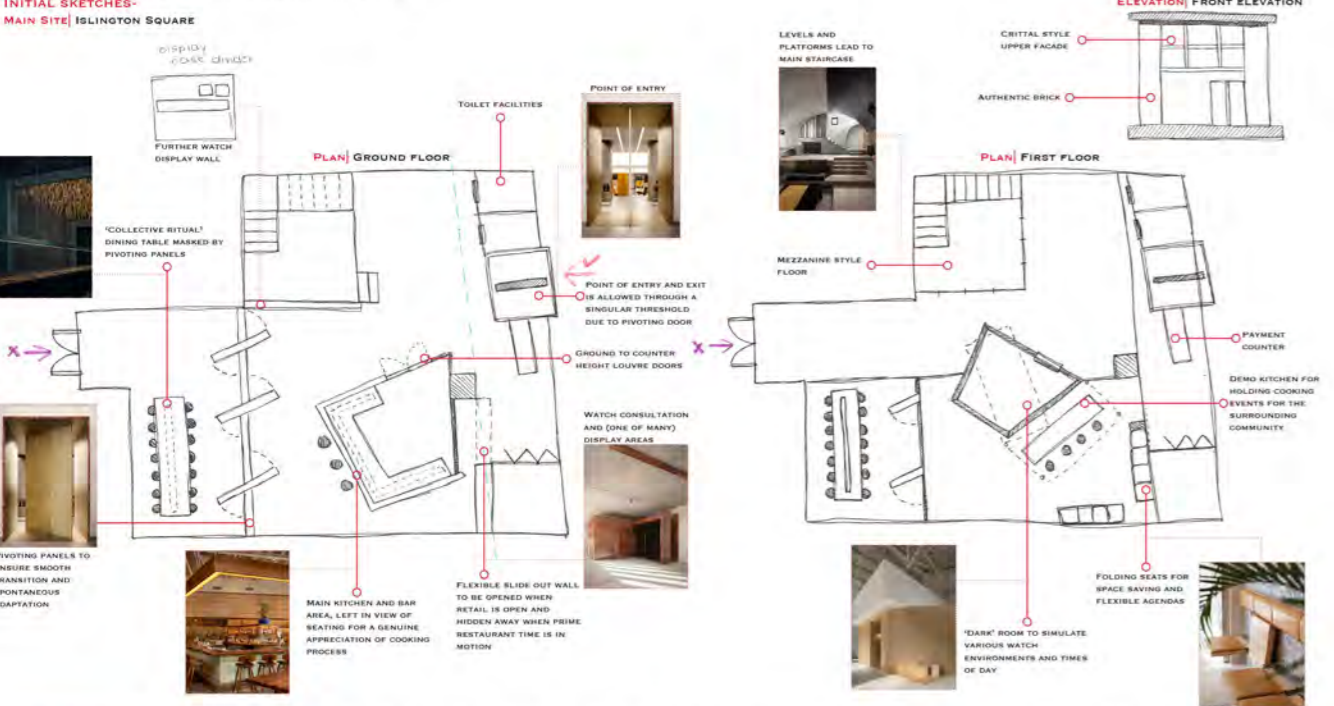 INITIAL SKETCHES-
MAIN SITE| ISLINGTON SQUARE
display
case divider
FURTHER WATCH
DISPLAY WALL
PLAN| GROUND FLOOR
TOILET FACILITIES
POINT OF ENTRY
'COLLECTIVE RITUAL'
DINING TABLE MASKED BY
PIVOTING PANELS
POINT OF ENTRY AND EXIT
IS ALLOWED THROUGH A
SINGULAR THRESHOLD
DUE TO PIVOTING DOOR
GROUND TO COUNTER
HEIGHT LOUVRE DOORS
X
WATCH CONSULTATION
AND (ONE OF MANY)
DISPLAY AREAS
IVOTING PANELS TO
NSURE SMOOTH
RANSITION AND
PONTANEOUS
DAPTATION
MAIN KITCHEN AND BAR
AREA, LEFT IN VIEW OF
SEATING FOR A GENUINE
APPRECIATION OF COOKING
PROCESS
FLEXIBLE SLIDE OUT WALL
TO BE OPENED WHEN
RETAIL IS OPEN AND
HIDDEN AWAY WHEN PRIME
RESTAURANT TIME IS IN
MOTION
ELEVATION| FRONT ELEVATION
LEVELS AND
PLATFORMS LEAD TO
MAIN STAIRCASE
CRITTAL STYLE
UPPER FACADE
AUTHENTIC BRICK
PLAN| FIRST FLOOR
MEZZANINE STYLE
FLOOR
X
PAYMENT
COUNTER
DEMO KITCHEN FOR
HOLDING COOKING
EVENTS FOR THE
SURROUNDING
COMMUNITY
FOLDING SEATS FOR
SPACE SAVING AND
FLEXIBLE AGENDAS
'DARK' ROOM TO SIMULATE
VARIOUS WATCH
ENVIRONMENTS AND TIMES
OF DAY